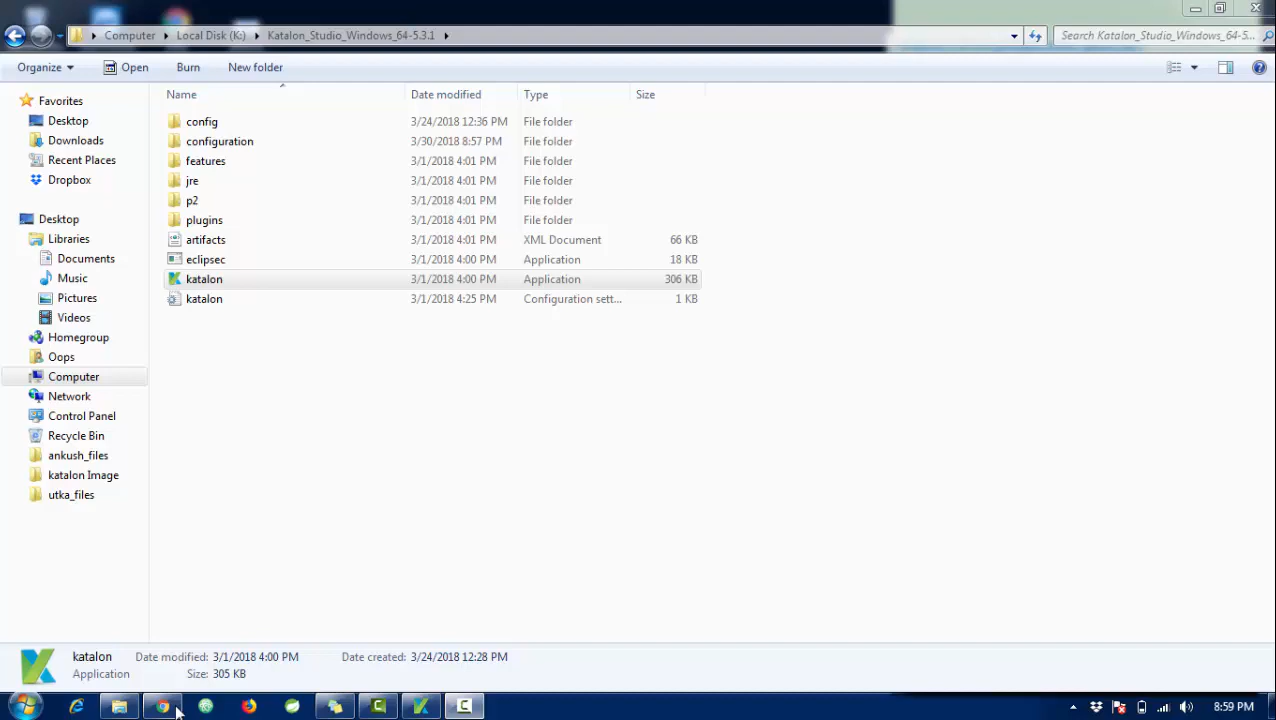 Computer Local Disk (K:) Katalon_Studio_Windows_64-5.3.1 Search Katalon_Studio_Windows_64-5...
Organize Open Burn New folder
Name Date modified Type Size
Favorites
Desktop
Downloads
Recent Places
Dropbox
Desktop
Libraries
Documents
Music
Pictures
Videos
Homegroup
Oops
Computer
Network
Control Panel
Recycle Bin
ankush_files
katalon Image
utka_files
config 3/24/2018 12:36 PM File folder
configuration 3/30/2018 8:57 PM File folder
features 3/1/2018 4:01 PM File folder
jre 3/1/2018 4:01 PM File folder
p2 3/1/2018 4:01 PM File folder
plugins 3/1/2018 4:01 PM File folder
artifacts 3/1/2018 4:01 PM XML Document 66 KB
eclipsec 3/1/2018 4:00 PM Application 18 KB
katalon 3/1/2018 4:00 PM Application 306 KB
katalon 3/1/2018 4:25 PM Configuration sett... 1 KB
katalon Date modified: 3/1/2018 4:00 PM Date created: 3/24/2018 12:28 PM
Application Size: 305 KB
8:59 PM